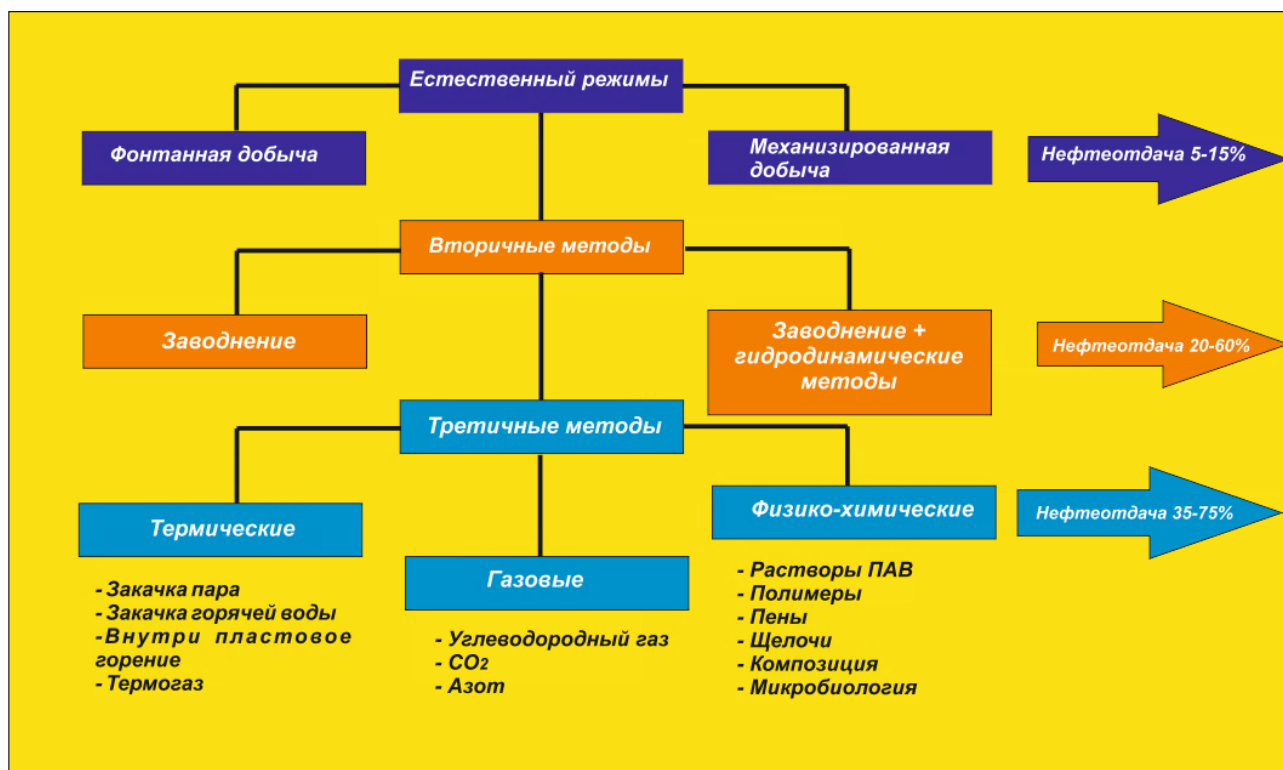 Естественный режимы
Фонтанная добыча
Механизированная
добыча
Нефтеотдача 5-15%
Вторичные методы
Заводнение
Заводнение +
гидродинамические
методы
Нефтеотдача 20-60%
Третичные методы
Термические
Газовые
Физико-химические
Нефтеотдача 35-75%
- Закачка пара
- Закачка горячей воды
- Внутри пластовое
горение
- Термогаз
- Углеводородный газ
- CO2
- Азот
- Растворы ПАВ
- Полимеры
- Пены
- Щелочи
- Композиция
- Микробиология